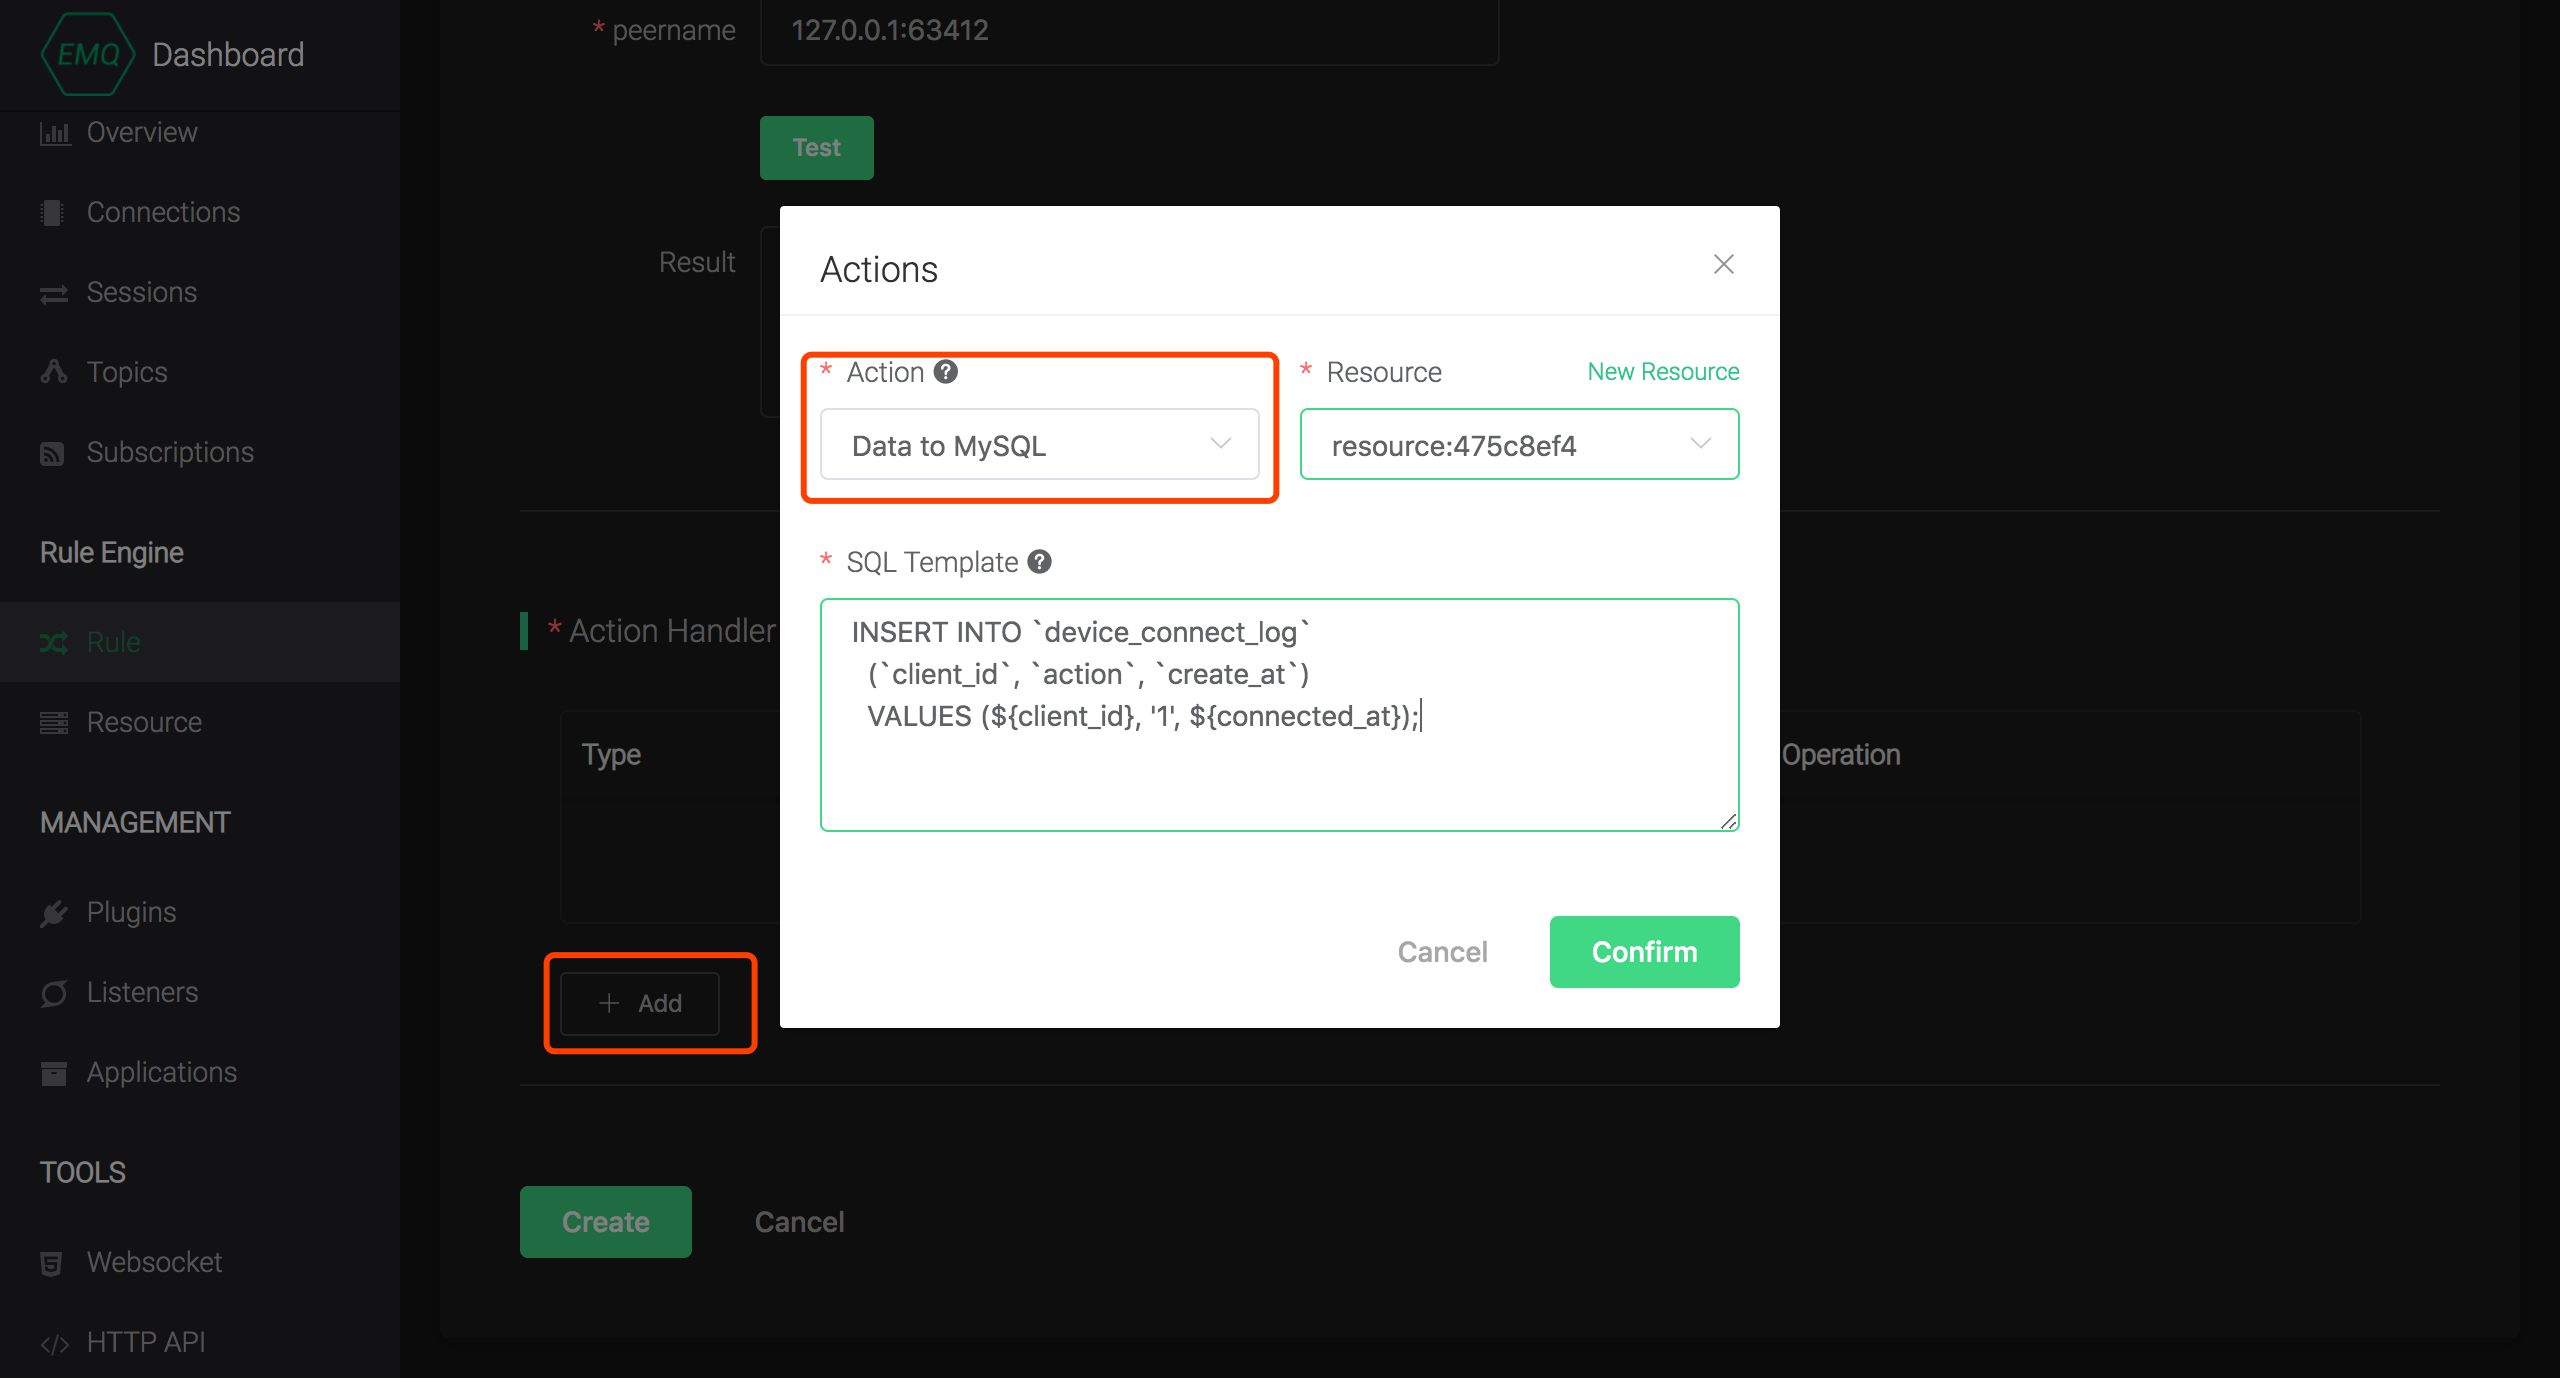 EMQ Dashboard
Overview
Connections
Sessions
Topics
Subscriptions
Rule Engine
Rule
Resource
MANAGEMENT
Plugins
Listeners
Applications
TOOLS
Websocket
HTTP API
* peername 127.0.0.1:63412
Test
Result
* Action Handler
Type Operation
+ Add
Create Cancel
Actions
* Action ? * Resource New Resource
Data to MySQL resource:475c8ef4
* SQL Template ?
INSERT INTO `device_connect_log`
(`client_id`, `action`, `create_at`)
VALUES (${client_id}, '1', ${connected_at});
Cancel Confirm